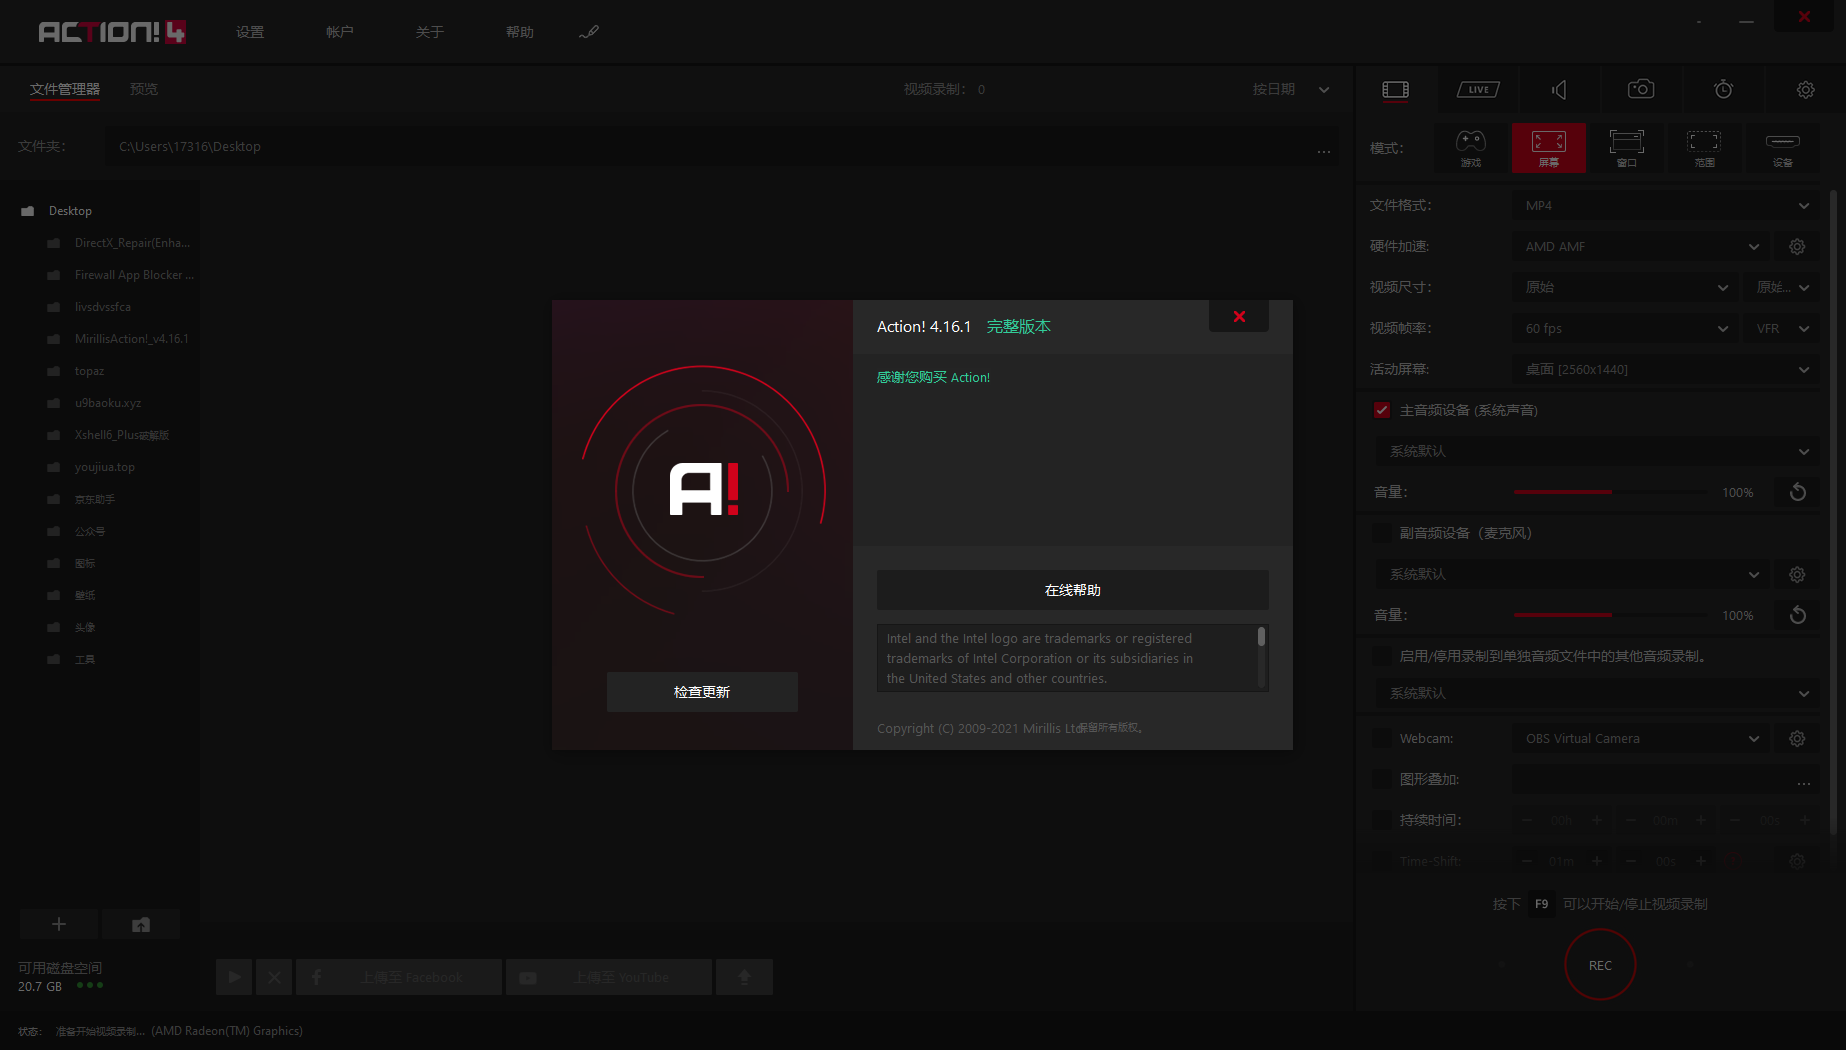 ACTION! 4
设置 帐户 关于 帮助
文件管理器 预览 视频录制: 0 按日期
文件夹: C:\Users\17316\Desktop ...
Desktop
DirectX_Repair(Enha...
Firewall App Blocker ...
livsdvssfca
MirillisAction!_v4.16.1
topaz
u9baoku.xyz
Xshell6_Plus破解版
youjiua.top
京东助手
公众号
图标
壁纸
头像
工具
可用磁盘空间
20.7 GB
上傳至 Facebook 上傳至 YouTube
状态: 准备开始视频录制... (AMD Radeon(TM) Graphics)
A!
检查更新
Action! 4.16.1 完整版本
感谢您购买 Action!
在线帮助
Intel and the Intel logo are trademarks or registered
trademarks of Intel Corporation or its subsidiaries in
the United States and other countries.
Copyright (C) 2009-2021 Mirillis Ltd.保留所有版权。
LIVE
模式: 游戏 屏幕 窗口 范围 设备
文件格式: MP4
硬件加速: AMD AMF
视频尺寸: 原始 原始...
视频帧率: 60 fps VFR
活动屏幕: 桌面 [2560x1440]
主音频设备 (系统声音)
系统默认
音量: 100%
副音频设备（麦克风）
系统默认
音量: 100%
启用/停用录制到单独音频文件中的其他音频录制。
系统默认
Webcam: OBS Virtual Camera
图形叠加: ...
持续时间: 00h 00m 00s
Time-Shift: 01m 00s
按下 F9 可以开始/停止视频录制
REC